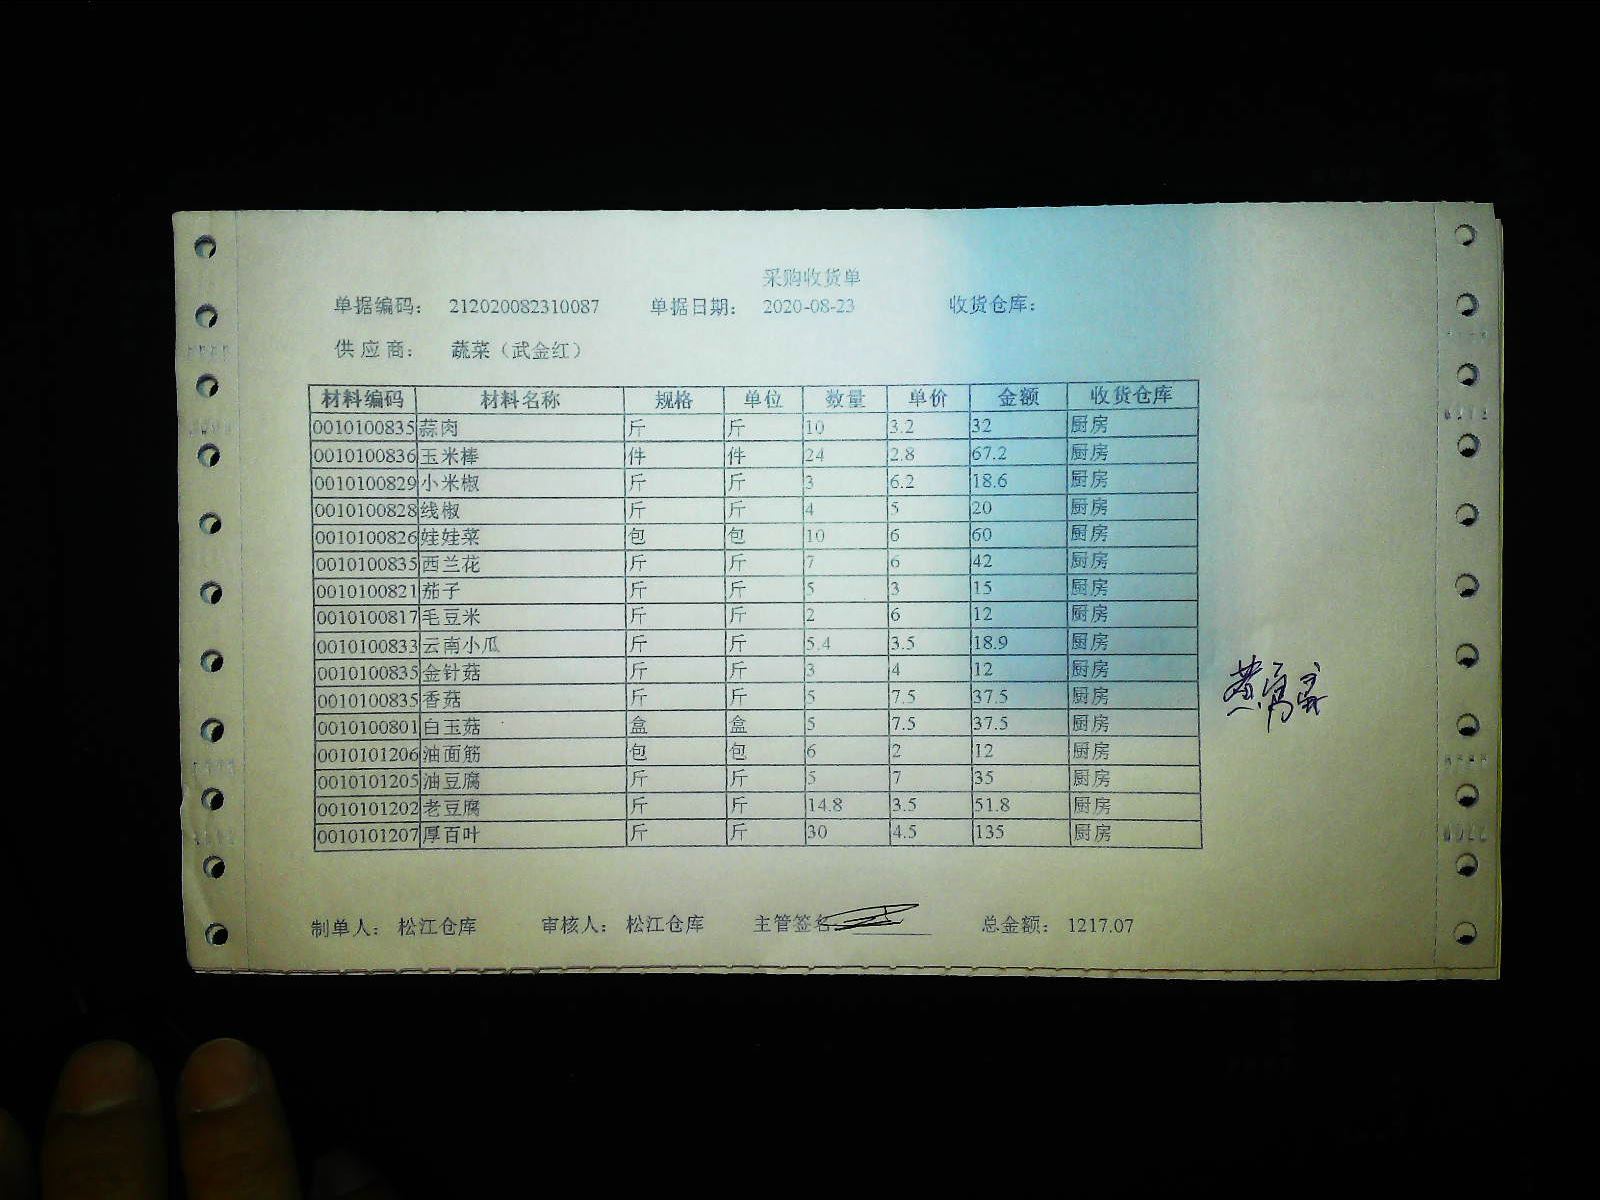 采购收货单
单据编码： 212020082310087 单据日期： 2020-08-23 收货仓库：
供应商： 蔬菜（武金红）
材料编码 材料名称 规格 单位 数量 单价 金额 收货仓库
0010100835 蒜肉 斤 斤 10 3.2 32 厨房
0010100836 玉米棒 件 件 24 2.8 67.2 厨房
0010100829 小米椒 斤 斤 3 6.2 18.6 厨房
0010100828 线椒 斤 斤 4 5 20 厨房
0010100826 娃娃菜 包 包 10 6 60 厨房
0010100835 西兰花 斤 斤 7 6 42 厨房
0010100821 茄子 斤 斤 5 3 15 厨房
0010100817 毛豆米 斤 斤 2 6 12 厨房
0010100833 云南小瓜 斤 斤 5.4 3.5 18.9 厨房
0010100835 金针菇 斤 斤 3 4 12 厨房
0010100835 香菇 斤 斤 5 7.5 37.5 厨房
0010100801 白玉菇 盒 盒 5 7.5 37.5 厨房
0010101206 油面筋 包 包 6 2 12 厨房
0010101205 油豆腐 斤 斤 5 7 35 厨房
0010101202 老豆腐 斤 斤 14.8 3.5 51.8 厨房
0010101207 厚百叶 斤 斤 30 4.5 135 厨房
制单人： 松江仓库 审核人： 松江仓库 主管签名 总金额： 1217.07